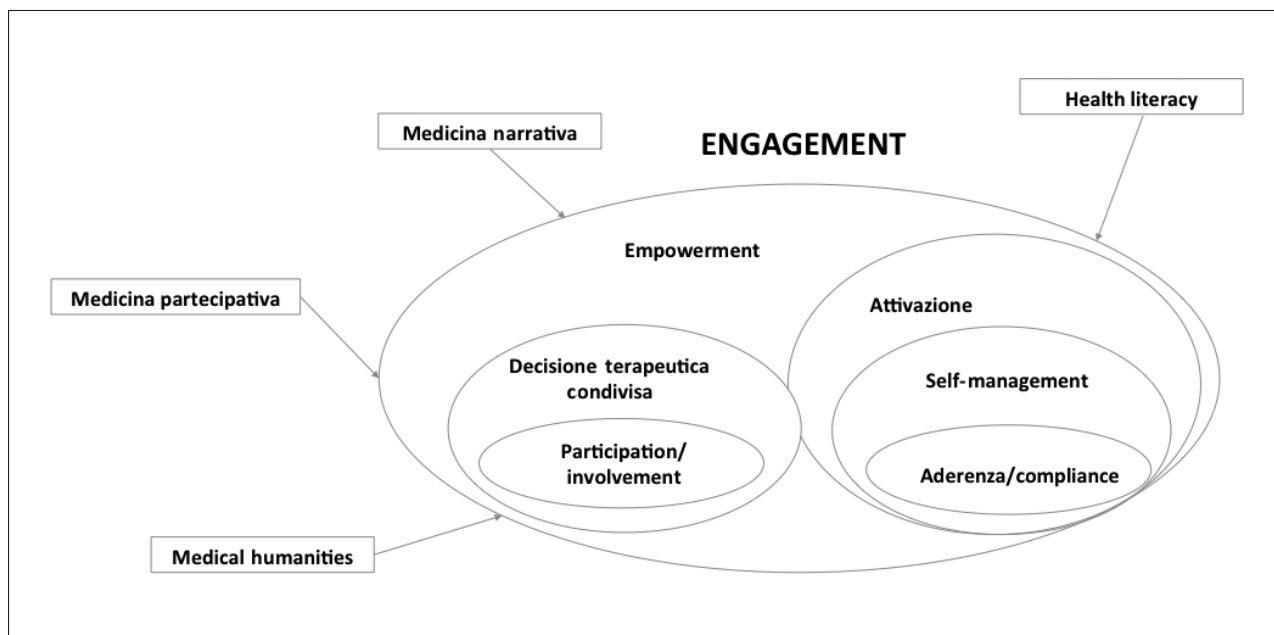 Health literacy
Medicina narrativa
ENGAGEMENT
Empowerment
Medicina partecipativa
Attivazione
Decisione terapeutica
condivisa
Self-management
Participation/
involvement
Aderenza/compliance
Medical humanities